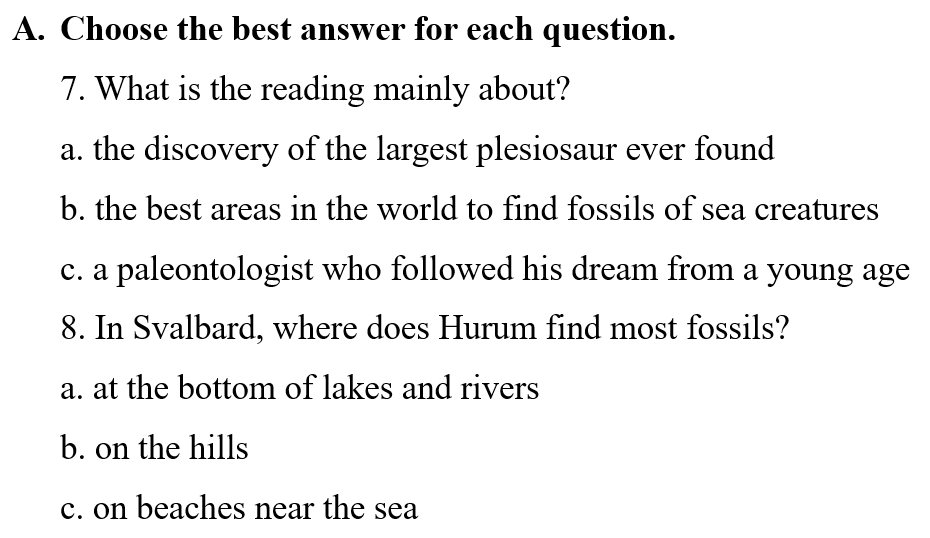 A. Choose the best answer for each question.
7. What is the reading mainly about?
a. the discovery of the largest plesiosaur ever found
b. the best areas in the world to find fossils of sea creatures
c. a paleontologist who followed his dream from a young age
8. In Svalbard, where does Hurum find most fossils?
a. at the bottom of lakes and rivers
b. on the hills
c. on beaches near the sea